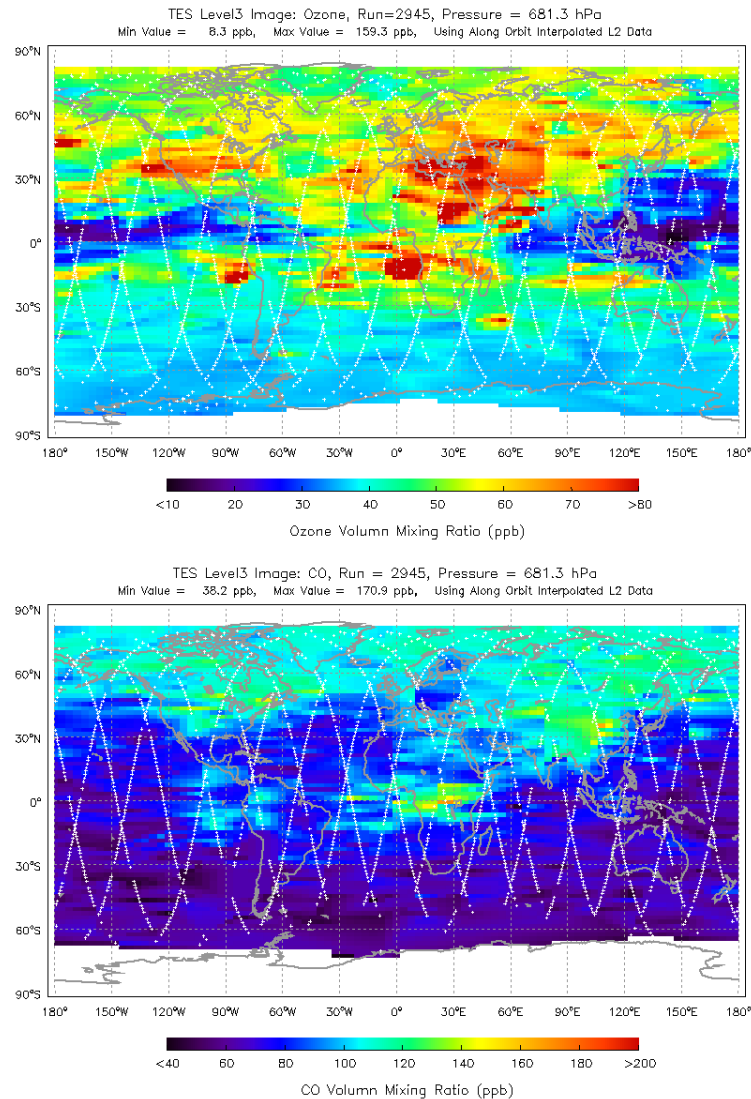 TES Level3 Image: Ozone, Run=2945, Pressure = 681.3 hPa
Min Value = 8.3 ppb, Max Value = 159.3 ppb, Using Along Orbit Interpolated L2 Data
90°N
60°N
30°N
0°
30°S
60°S
90°S
180° 150°W 120°W 90°W 60°W 30°W 0° 30°E 60°E 90°E 120°E 150°E 180°
<10 20 30 40 50 60 70 >80
Ozone Volumn Mixing Ratio (ppb)
TES Level3 Image: CO, Run = 2945, Pressure = 681.3 hPa
Min Value = 38.2 ppb, Max Value = 170.9 ppb, Using Along Orbit Interpolated L2 Data
90°N
60°N
30°N
0°
30°S
60°S
90°S
180° 150°W 120°W 90°W 60°W 30°W 0° 30°E 60°E 90°E 120°E 150°E 180°
<40 60 80 100 120 140 160 180 >200
CO Volumn Mixing Ratio (ppb)